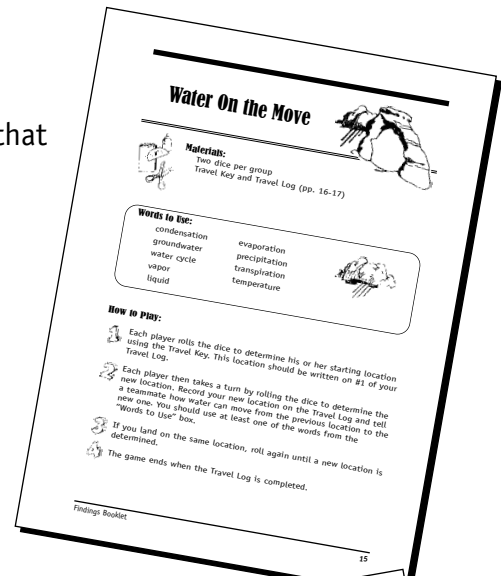 that
Water On the Move
Materials:
Two dice per group
Travel Key and Travel Log (pp. 16-17)
Words to Use:
condensation
groundwater
water cycle
vapor
liquid
evaporation
precipitation
transpiration
temperature
How to Play:
1 Each player rolls the dice to determine his or her starting location
using the Travel Key. This location should be written on #1 of your
Travel Log.
2 Each player then takes a turn by rolling the dice to determine the
new location. Record your new location on the Travel Log and tell
a teammate how water can move from the previous location to the
new one. You should use at least one of the words from the
"Words to Use" box.
3 If you land on the same location, roll again until a new location is
determined.
4 The game ends when the Travel Log is completed.
Findings Booklet
15